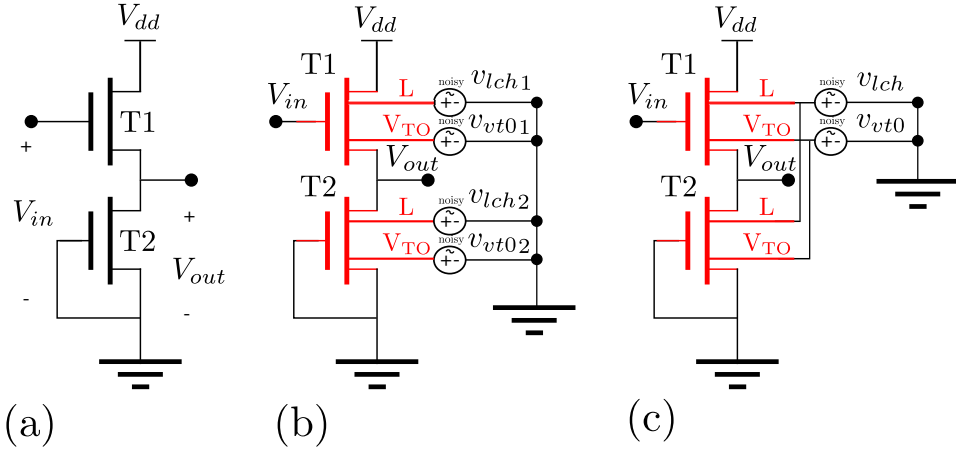 V_dd
T1
+
V_in
T2
+
V_out
-
-
(a)
V_dd
T1
V_in
L
noisy
~
+-
v_lch1
V_TO
noisy
~
+-
v_vt01
V_out
T2
L
noisy
~
+-
v_lch2
V_TO
noisy
~
+-
v_vt02
(b)
V_dd
T1
V_in
L
noisy
~
+-
v_lch
V_TO
noisy
~
+-
v_vt0
V_out
T2
L
V_TO
(c)